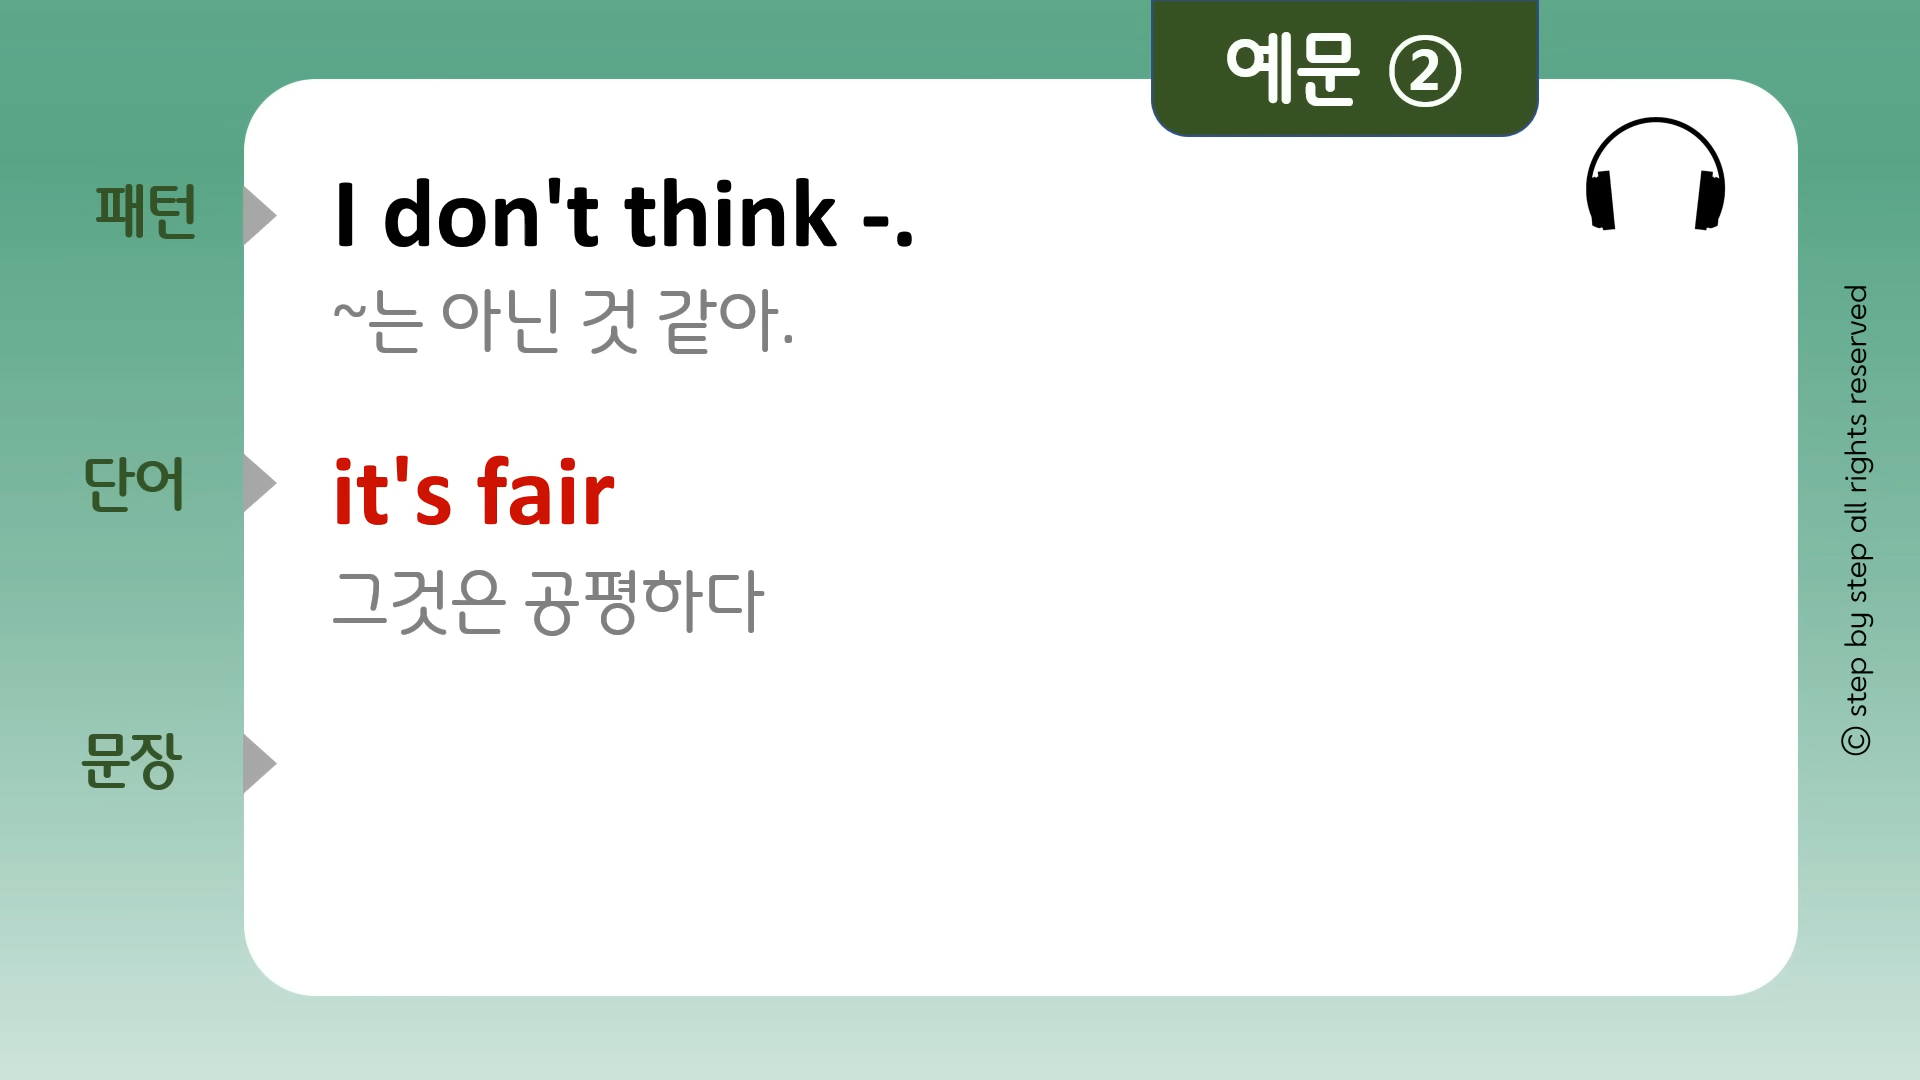 예문 ②
패턴
I don't think -.
~는 아닌 것 같아.
단어
it's fair
그것은 공평하다
문장
© step by step all rights reserved